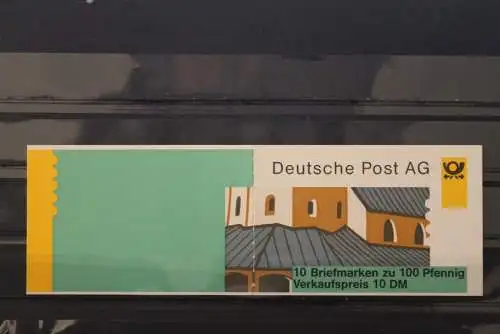 Deutsche Post AG
10 Briefmarken zu 100 Pfennig
Verkaufspreis 10 DM